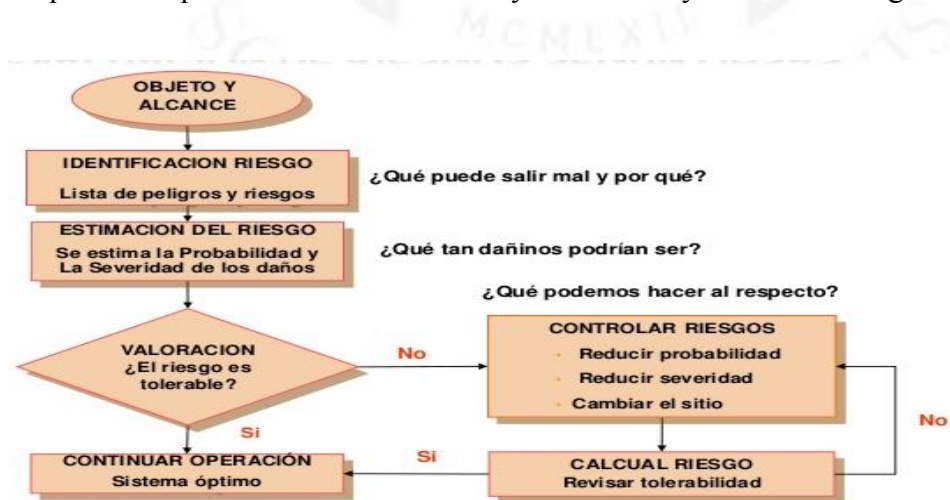 MCMLXII
OBJETO Y
ALCANCE
IDENTIFICACION RIESGO
Lista de peligros y riesgos
¿Qué puede salir mal y por qué?
ESTIMACION DEL RIESGO
Se estima la Probabilidad y
La Severidad de los daños
¿Qué tan dañinos podrían ser?
¿Qué podemos hacer al respecto?
VALORACION
¿El riesgo es
tolerable?
No
CONTROLAR RIESGOS
- Reducir probabilidad
- Reducir severidad
- Cambiar el sitio
No
Si
CONTINUAR OPERACIÓN
Sistema óptimo
Si
CALCUAL RIESGO
Revisar tolerabilidad